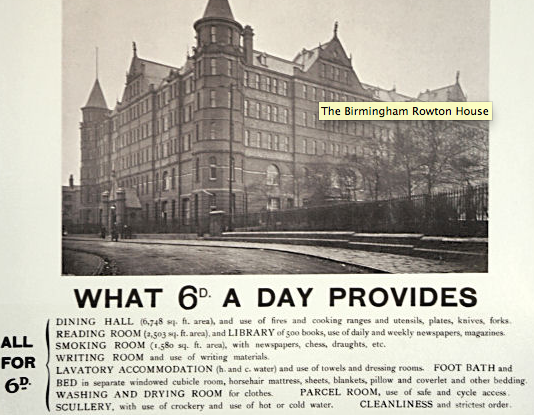 The Birmingham Rowton House
WHAT 6D. A DAY PROVIDES
ALL FOR 6D.
DINING HALL (6,748 sq. ft. area), and use of fires and cooking ranges and utensils, plates, knives, forks.
READING ROOM (2,503 sq. ft. area), and LIBRARY of 500 books, use of daily and weekly newspapers, magazines.
SMOKING ROOM (1,580 sq. ft. area), with newspapers, chess, draughts, etc.
WRITING ROOM and use of writing materials.
LAVATORY ACCOMMODATION (h. and c. water) and use of towels and dressing rooms. FOOT BATH and
BED in separate windowed cubicle room, horsehair mattress, sheets, blankets, pillow and coverlet and other bedding.
WASHING AND DRYING ROOM for clothes. PARCEL ROOM, use of safe and cycle access.
SCULLERY, with use of crockery and use of hot or cold water. CLEANLINESS and strictest order.